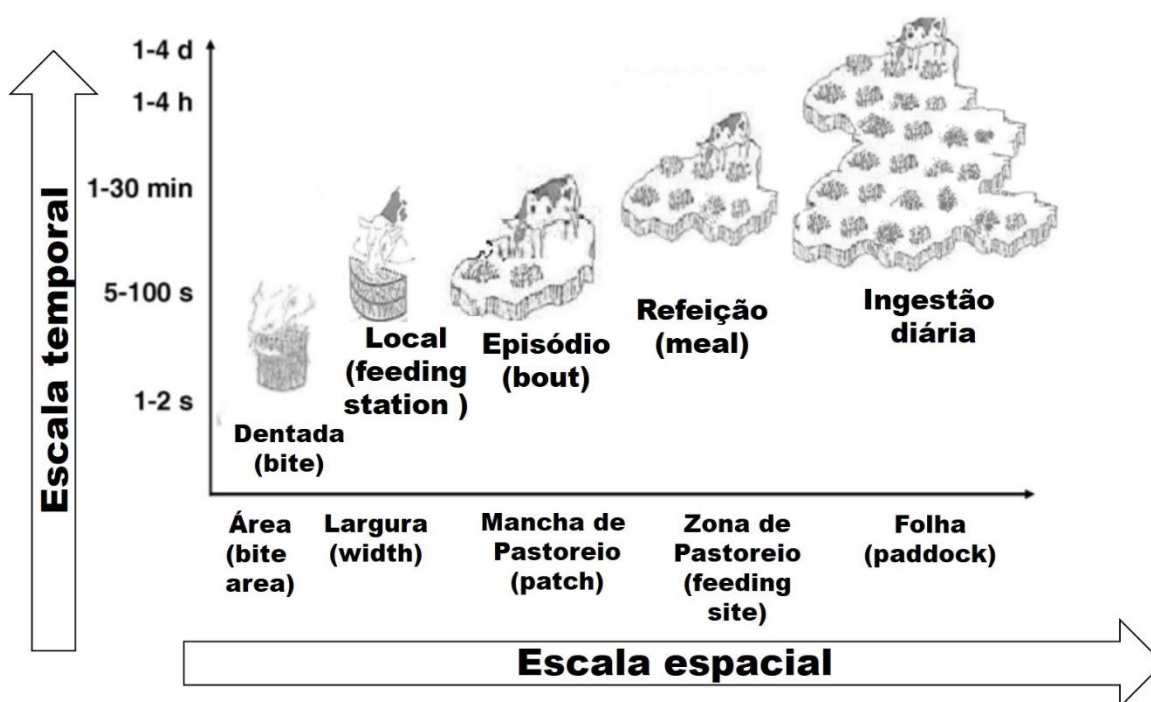 Escala temporal
1-4 d
1-4 h
1-30 min
5-100 s
1-2 s
Dentada
(bite)
Local
(feeding
station )
Episódio
(bout)
Refeição
(meal)
Ingestão
diária
Área
(bite
area)
Largura
(width)
Mancha de
Pastoreio
(patch)
Zona de
Pastoreio
(feeding
site)
Folha
(paddock)
Escala espacial